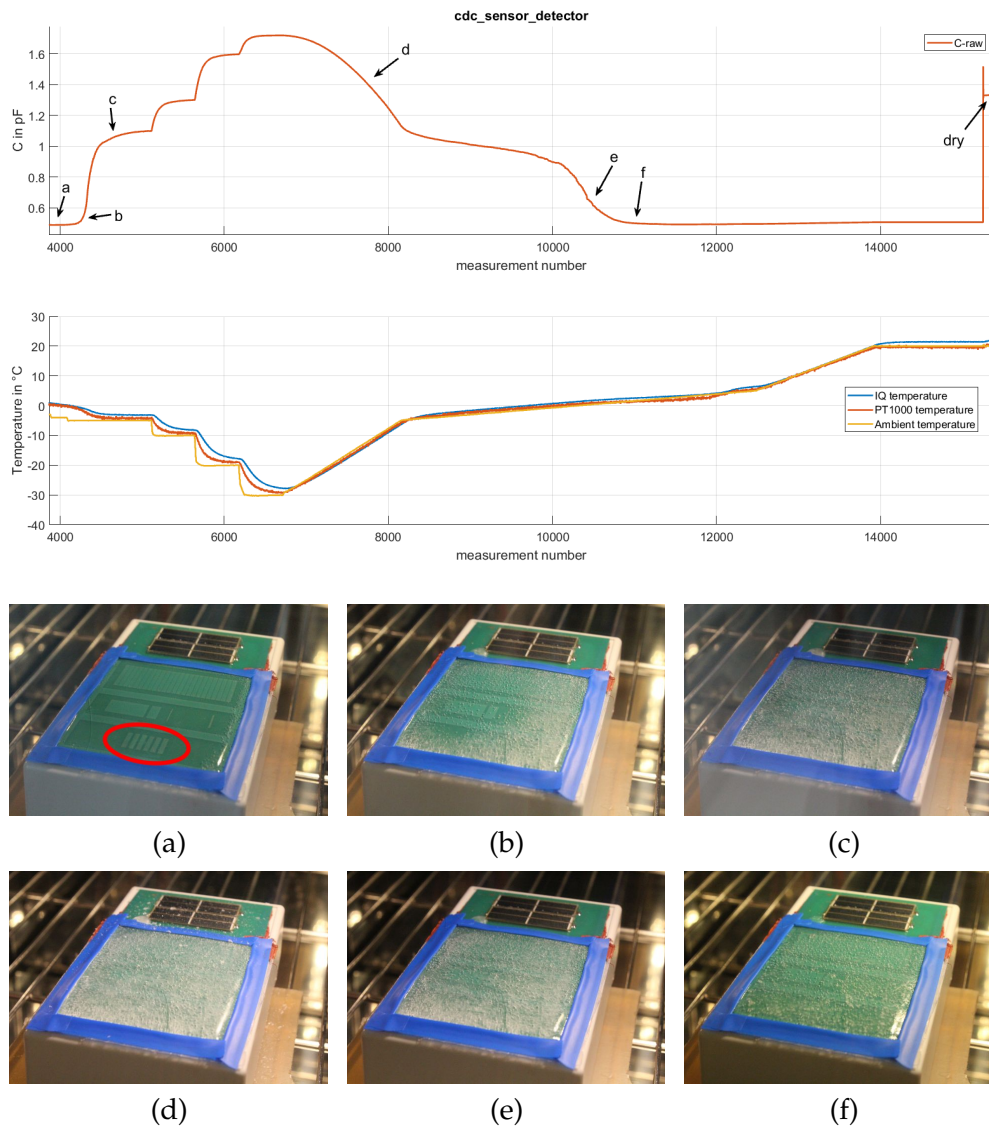 cdc_sensor_detector
C in pF
1.6
1.4
1.2
1
0.8
0.6
a
b
c
d
e
f
dry
C-raw
4000 6000 8000 10000 12000 14000
measurement number
Temperature in °C
30
20
10
0
-10
-20
-30
-40
IQ temperature
PT1000 temperature
Ambient temperature
4000 6000 8000 10000 12000 14000
measurement number
(a) (b) (c)
(d) (e) (f)